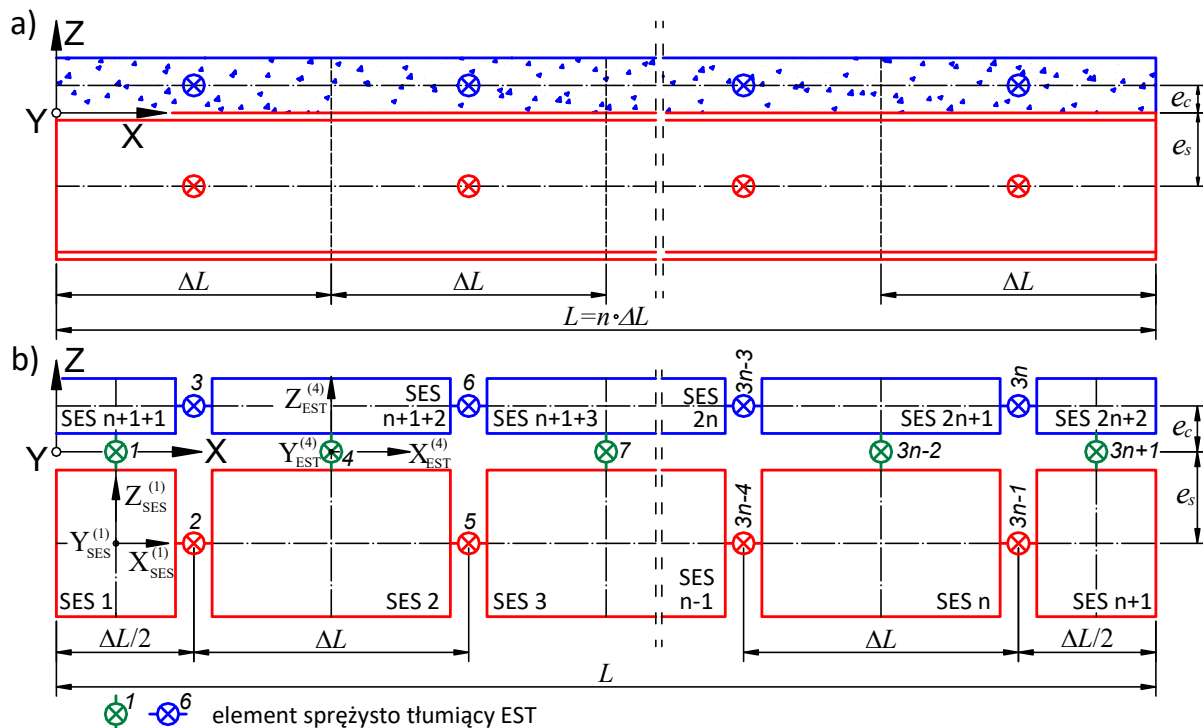 a)
Z
Y
X
e_c
e_s
ΔL ΔL ΔL
L=n·ΔL
b)
Z
3 6 3n-3 3n
SES n+1+1 Z_EST^(4) SES n+1+2 SES n+1+3 SES 2n SES 2n+1 SES 2n+2
e_c
Y 1 X Y_EST^(4) 4 X_EST^(4) 7 3n-2 3n+1
Z_SES^(1)
e_s
2 5 3n-4 3n-1
Y_SES^(1) X_SES^(1)
SES 1 SES 2 SES 3 SES n-1 SES n SES n+1
ΔL/2 ΔL ΔL ΔL/2
L
1 6 element sprężysto tłumiący EST